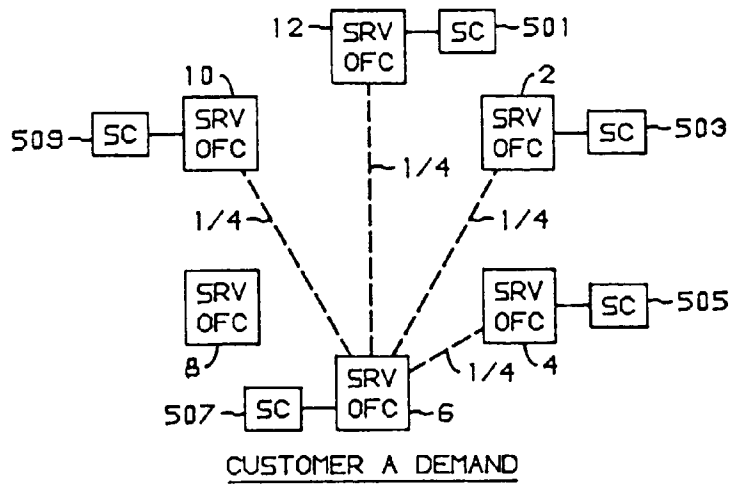 12
SRV
OFC
SC
501
10
SRV
OFC
509
SC
2
SRV
OFC
SC
503
1/4
1/4
1/4
SRV
OFC
8
SRV
OFC
SC
505
4
1/4
SRV
OFC
6
507
SC
CUSTOMER A DEMAND